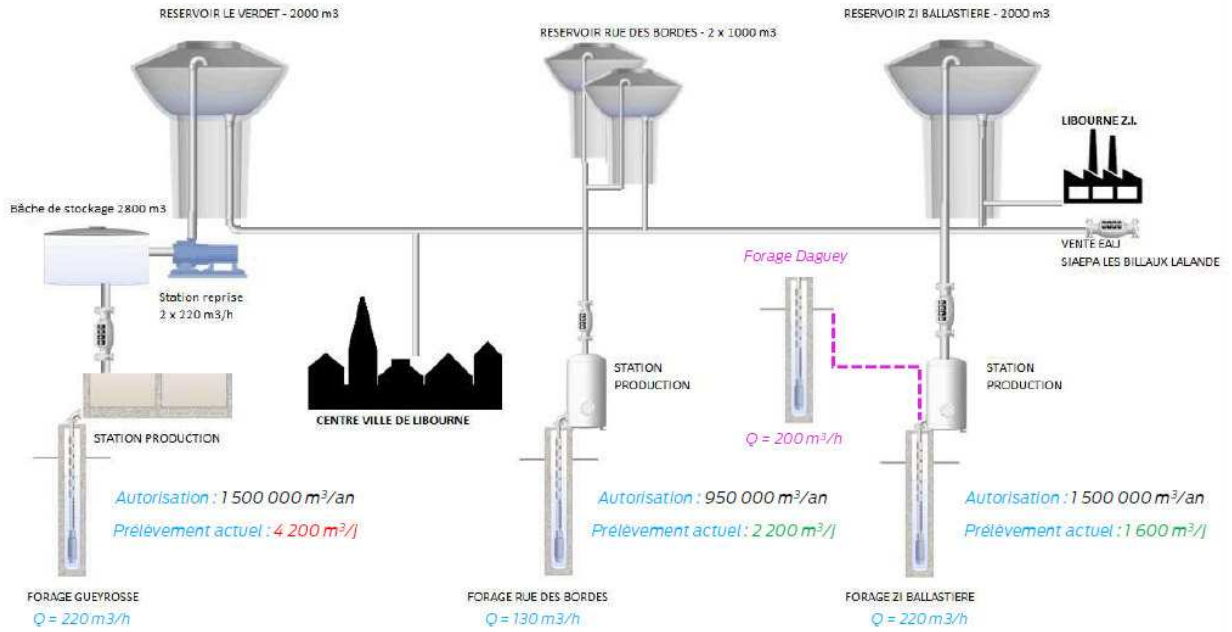 RESERVOIR LE VERDET - 2000 m3
RESERVOIR RUE DES BORDES - 2 x 1000 m3
RESERVOIR ZI BALLASTIERE - 2000 m3
LIBOURNE Z.I.
Bâche de stockage 2800 m3
VENTE EAU
SIAEPA LES BILLAUX LALANDE
Forage Daguey
Station reprise
2 x 220 m3/h
STATION
PRODUCTION
STATION
PRODUCTION
CENTRE VILLE DE LIBOURNE
STATION PRODUCTION
Q = 200 m³/h
Autorisation : 1 500 000 m³/an
Prélèvement actuel : 4 200 m³/j
Autorisation : 950 000 m³/an
Prélèvement actuel : 2 200 m³/j
Autorisation : 1 500 000 m³/an
Prélèvement actuel : 1 600 m³/j
FORAGE GUEYROSSE
Q = 220 m3/h
FORAGE RUE DES BORDES
Q = 130 m3/h
FORAGE ZI BALLASTIERE
Q = 220 m3/h